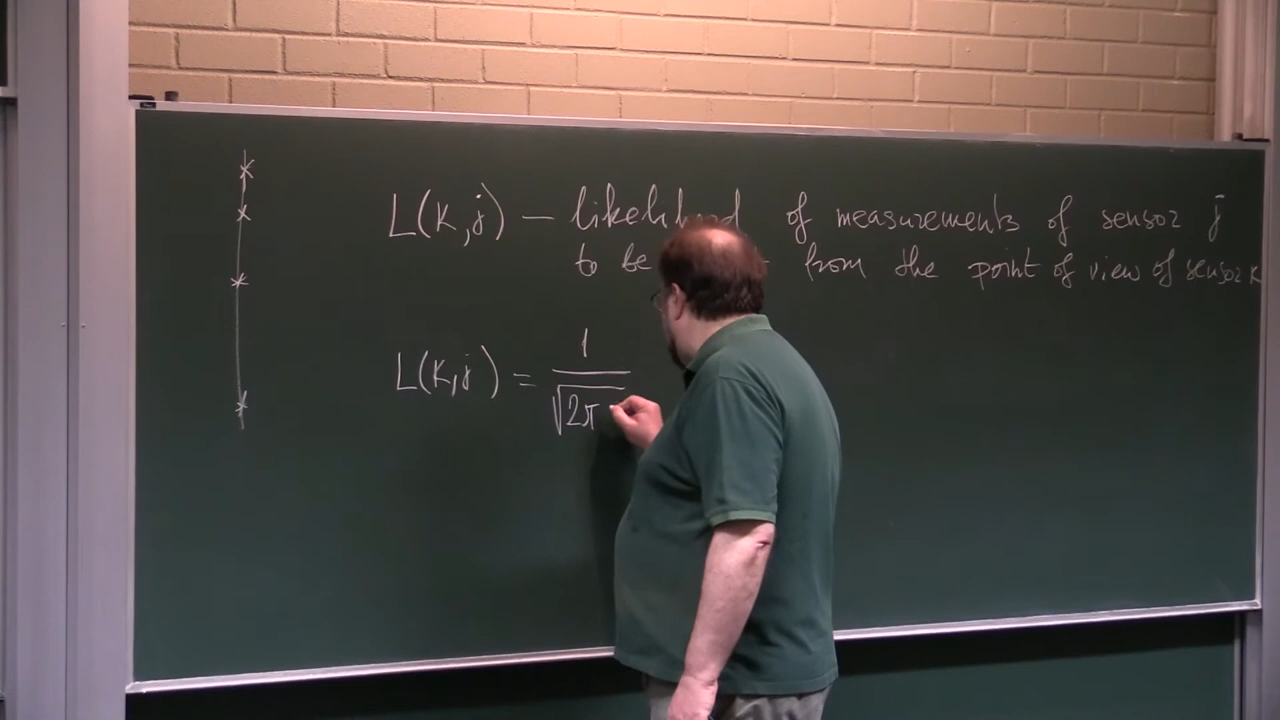 L(K,j) – likelihood of measurements of sensor j
to be from the point of view of sensor K
L(K,j) = 1/√2π